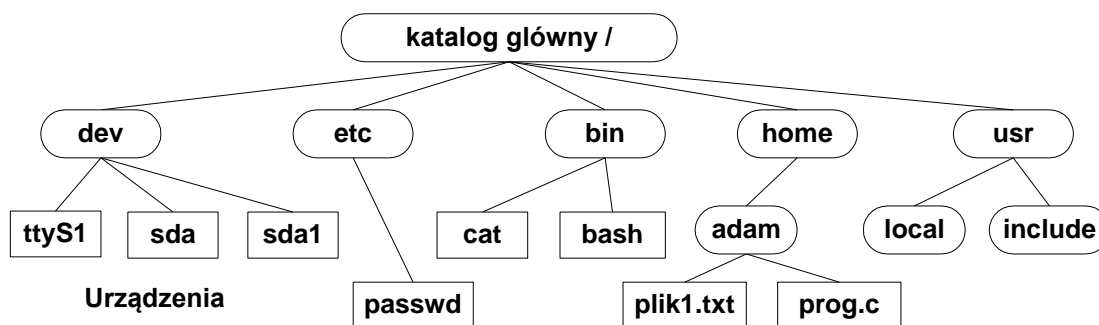 katalog glówny /
dev etc bin home usr
ttyS1 sda sda1 cat bash adam local include
Urządzenia passwd plik1.txt prog.c